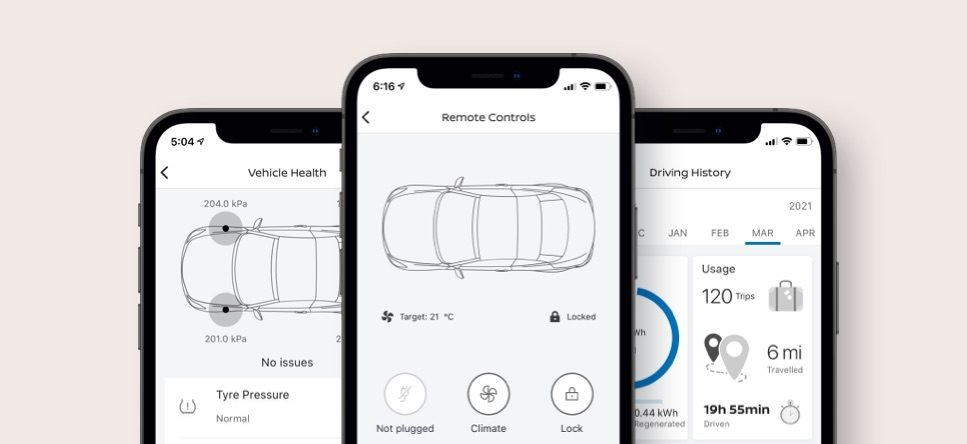 5:04
Vehicle Health
204.0 kPa
201.0 kPa
No issues
Tyre Pressure
Normal
6:16
Remote Controls
Target: 21 °C
Locked
Not plugged
Climate
Lock
Driving History
2021
JAN FEB MAR APR
Usage
120 Trips
6 mi
Travelled
19h 55min
Driven
0.44 kWh
Regenerated